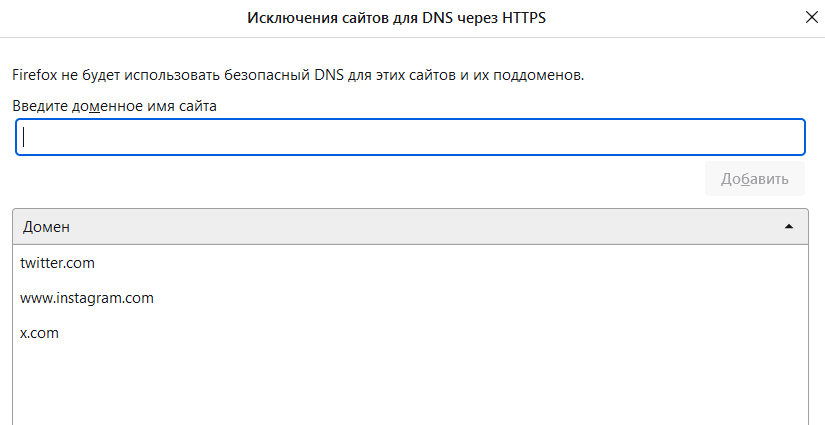 Исключения сайтов для DNS через HTTPS
Firefox не будет использовать безопасный DNS для этих сайтов и их поддоменов.
Введите доменное имя сайта
Добавить
Домен
twitter.com
www.instagram.com
x.com